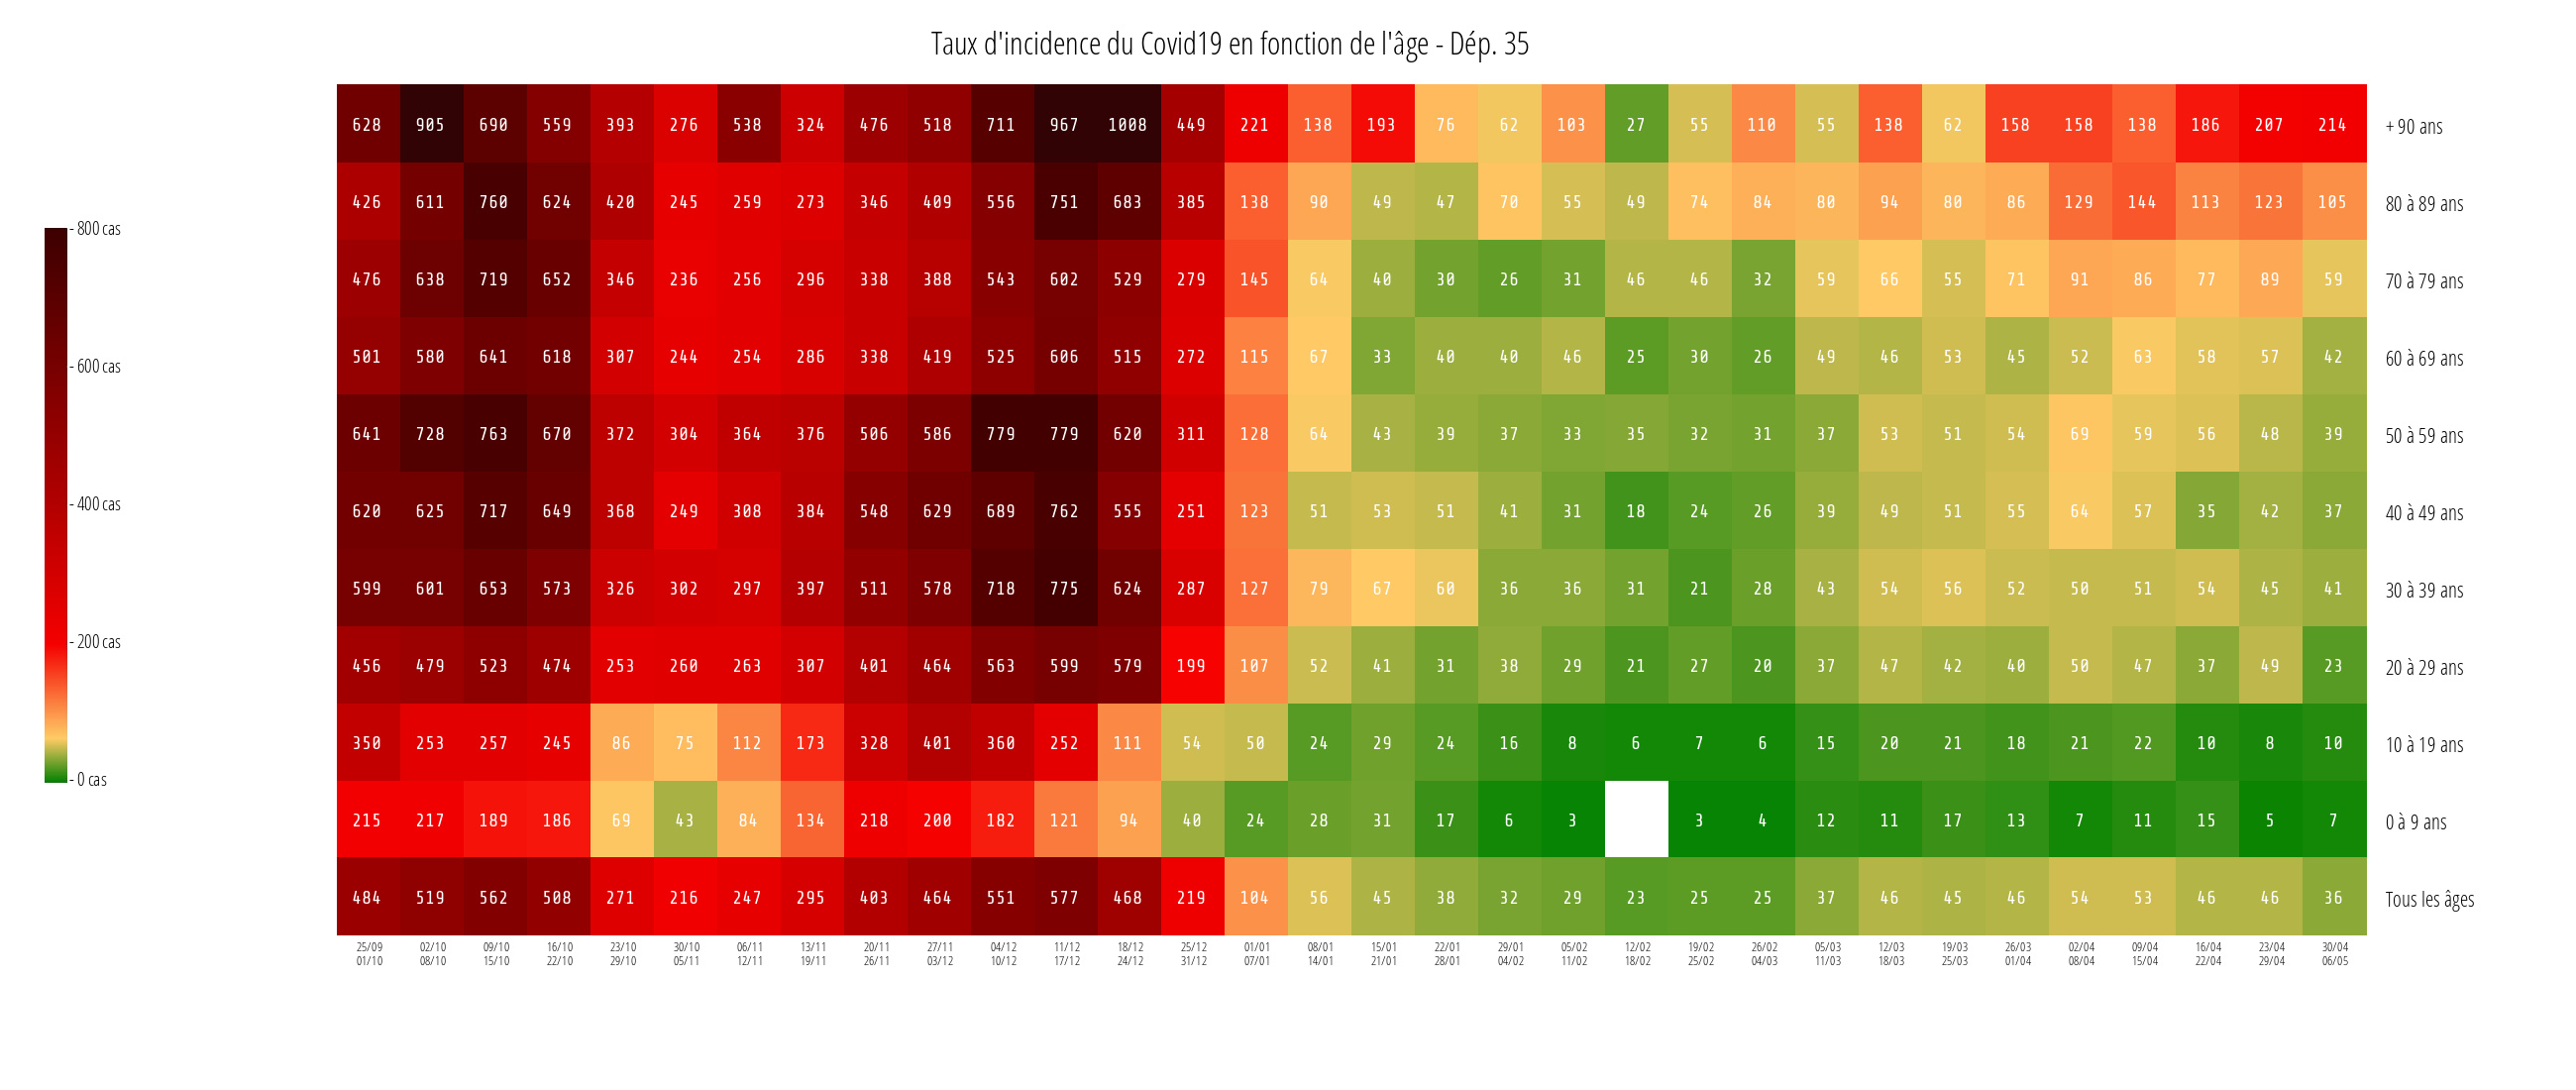 Taux d'incidence du Covid19 en fonction de l'âge - Dép. 35
- 800 cas
- 600 cas
- 400 cas
- 200 cas
- 0 cas
628 905 690 559 393 276 538 324 476 518 711 967 1008 449 221 138 193 76 62 103 27 55 110 55 138 62 158 158 138 186 207 214 + 90 ans
426 611 760 624 420 245 259 273 346 409 556 751 683 385 138 90 49 47 70 55 49 74 84 80 94 80 86 129 144 113 123 105 80 à 89 ans
476 638 719 652 346 236 256 296 338 388 543 602 529 279 145 64 40 30 26 31 46 46 32 59 66 55 71 91 86 77 89 59 70 à 79 ans
501 580 641 618 307 244 254 286 338 419 525 606 515 272 115 67 33 40 40 46 25 30 26 49 46 53 45 52 63 58 57 42 60 à 69 ans
641 728 763 670 372 304 364 376 506 586 779 779 620 311 128 64 43 39 37 33 35 32 31 37 53 51 54 69 59 56 48 39 50 à 59 ans
620 625 717 649 368 249 308 384 548 629 689 762 555 251 123 51 53 51 41 31 18 24 26 39 49 51 55 64 57 35 42 37 40 à 49 ans
599 601 653 573 326 302 297 397 511 578 718 775 624 287 127 79 67 60 36 36 31 21 28 43 54 56 52 50 51 54 45 41 30 à 39 ans
456 479 523 474 253 260 263 307 401 464 563 599 579 199 107 52 41 31 38 29 21 27 20 37 47 42 40 50 47 37 49 23 20 à 29 ans
350 253 257 245 86 75 112 173 328 401 360 252 111 54 50 24 29 24 16 8 6 7 6 15 20 21 18 21 22 10 8 10 10 à 19 ans
215 217 189 186 69 43 84 134 218 200 182 121 94 40 24 28 31 17 6 3 3 4 12 11 17 13 7 11 15 5 7 0 à 9 ans
484 519 562 508 271 216 247 295 403 464 551 577 468 219 104 56 45 38 32 29 23 25 25 37 46 45 46 54 53 46 46 36 Tous les âges
25/09 02/10 09/10 16/10 23/10 30/10 06/11 13/11 20/11 27/11 04/12 11/12 18/12 25/12 01/01 08/01 15/01 22/01 29/01 05/02 12/02 19/02 26/02 05/03 12/03 19/03 26/03 02/04 09/04 16/04 23/04 30/04
01/10 08/10 15/10 22/10 29/10 05/11 12/11 19/11 26/11 03/12 10/12 17/12 24/12 31/12 07/01 14/01 21/01 28/01 04/02 11/02 18/02 25/02 04/03 11/03 18/03 25/03 01/04 08/04 15/04 22/04 29/04 06/05